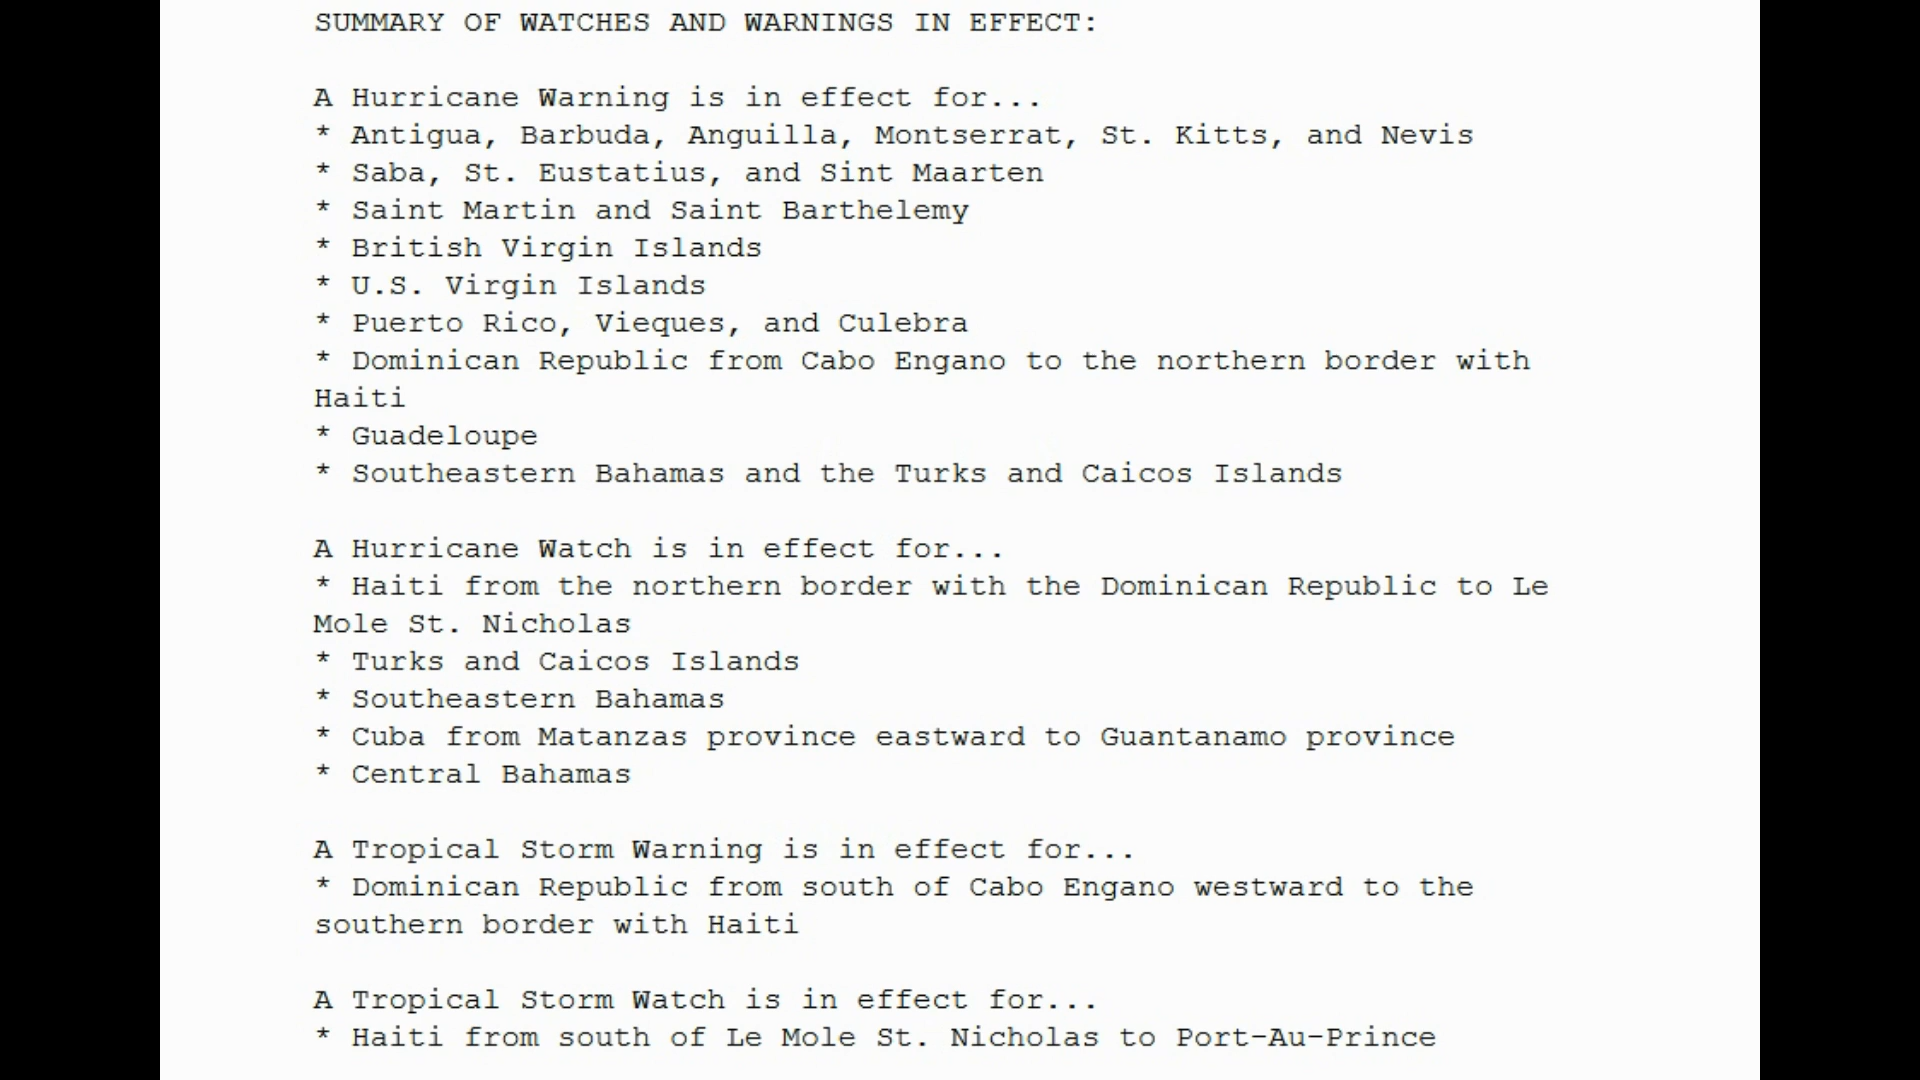 SUMMARY OF WATCHES AND WARNINGS IN EFFECT:
A Hurricane Warning is in effect for...
* Antigua, Barbuda, Anguilla, Montserrat, St. Kitts, and Nevis
* Saba, St. Eustatius, and Sint Maarten
* Saint Martin and Saint Barthelemy
* British Virgin Islands
* U.S. Virgin Islands
* Puerto Rico, Vieques, and Culebra
* Dominican Republic from Cabo Engano to the northern border with
Haiti
* Guadeloupe
* Southeastern Bahamas and the Turks and Caicos Islands
A Hurricane Watch is in effect for...
* Haiti from the northern border with the Dominican Republic to Le
Mole St. Nicholas
* Turks and Caicos Islands
* Southeastern Bahamas
* Cuba from Matanzas province eastward to Guantanamo province
* Central Bahamas
A Tropical Storm Warning is in effect for...
* Dominican Republic from south of Cabo Engano westward to the
southern border with Haiti
A Tropical Storm Watch is in effect for...
* Haiti from south of Le Mole St. Nicholas to Port-Au-Prince